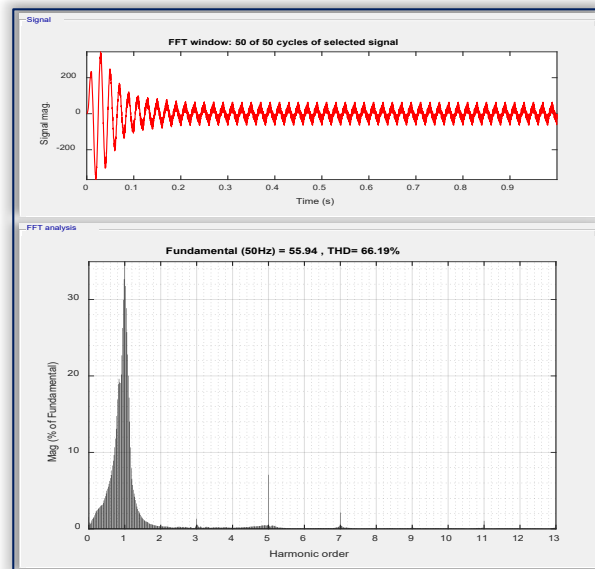 Signal
FFT window: 50 of 50 cycles of selected signal
200
0
-200
Signal mag.
0 0.1 0.2 0.3 0.4 0.5 0.6 0.7 0.8 0.9
Time (s)
FFT analysis
Fundamental (50Hz) = 55.94 , THD= 66.19%
30
20
10
0
Mag (% of Fundamental)
0 1 2 3 4 5 6 7 8 9 10 11 12 13
Harmonic order